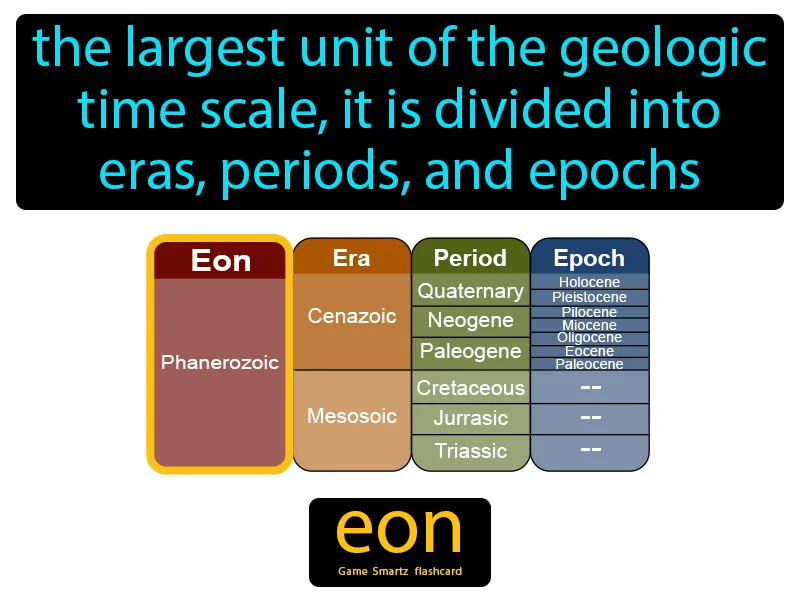 the largest unit of the geologic
time scale, it is divided into
eras, periods, and epochs
Eon
Era
Period
Epoch
Phanerozoic
Cenazoic
Mesosoic
Quaternary
Neogene
Paleogene
Cretaceous
Jurrasic
Triassic
Holocene
Pleistocene
Pilocene
Miocene
Oligocene
Eocene
Paleocene
--
--
--
eon
Game Smartz flashcard